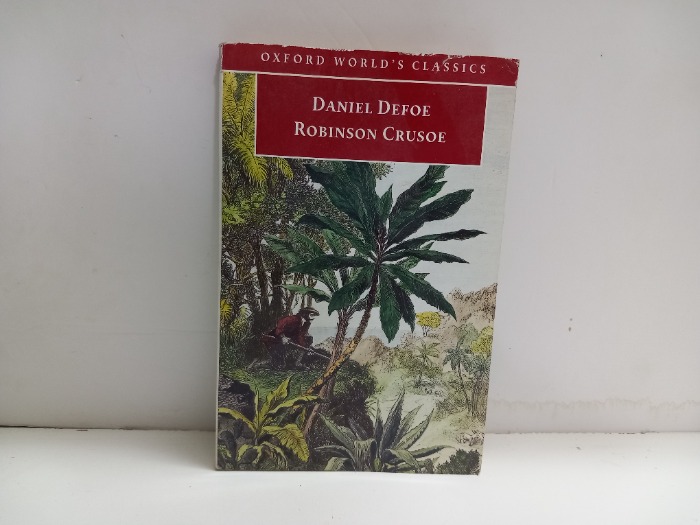 OXFORD WORLD'S CLASSICS
DANIEL DEFOE
ROBINSON CRUSOE